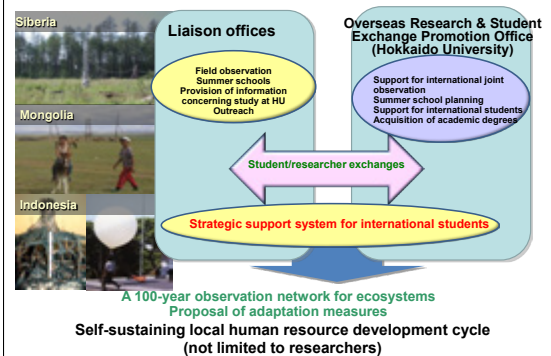 Siberia
Mongolia
Indonesia
Liaison offices
Field observation
Summer schools
Provision of information
concerning study at HU
Outreach
Overseas Research & Student
Exchange Promotion Office
(Hokkaido University)
Support for international joint
observation
Summer school planning
Support for international students
Acquisition of academic degrees
Student/researcher exchanges
Strategic support system for international students
A 100-year observation network for ecosystems
Proposal of adaptation measures
Self-sustaining local human resource development cycle
(not limited to researchers)